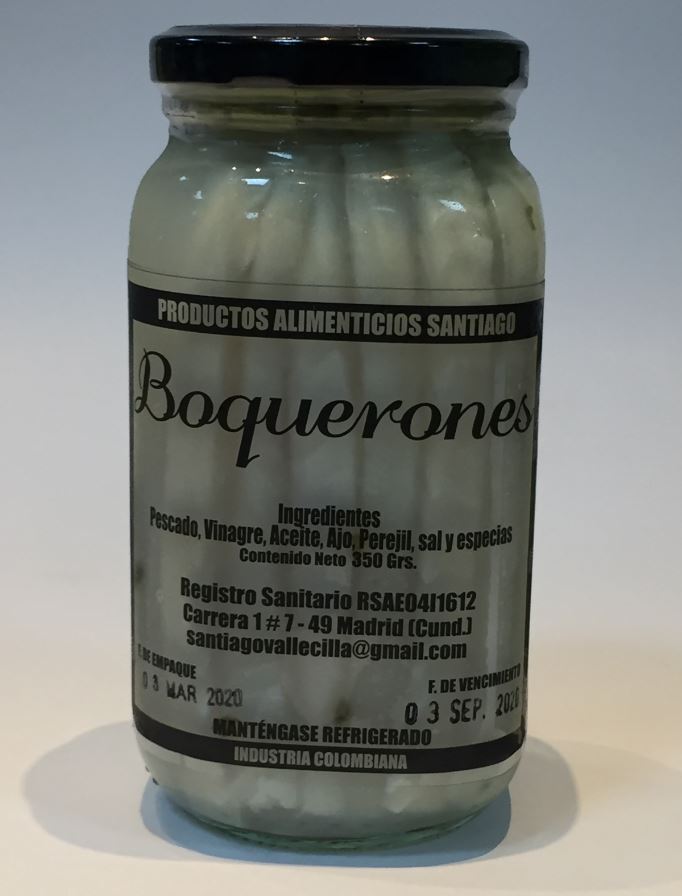 PRODUCTOS ALIMENTICIOS SANTIAGO
Boquerones
Ingredientes
Pescado, Vinagre, Aceite, Ajo, Perejil, sal y especias
Contenido Neto 350 Grs.
Registro Sanitario RSAE04I1612
Carrera 1 # 7 - 49 Madrid (Cund.)
santiagovallecilla@gmail.com
F. DE EMPAQUE
03 MAR 2020
F. DE VENCIMIENTO
03 SEP. 2020
MANTÉNGASE REFRIGERADO
INDUSTRIA COLOMBIANA